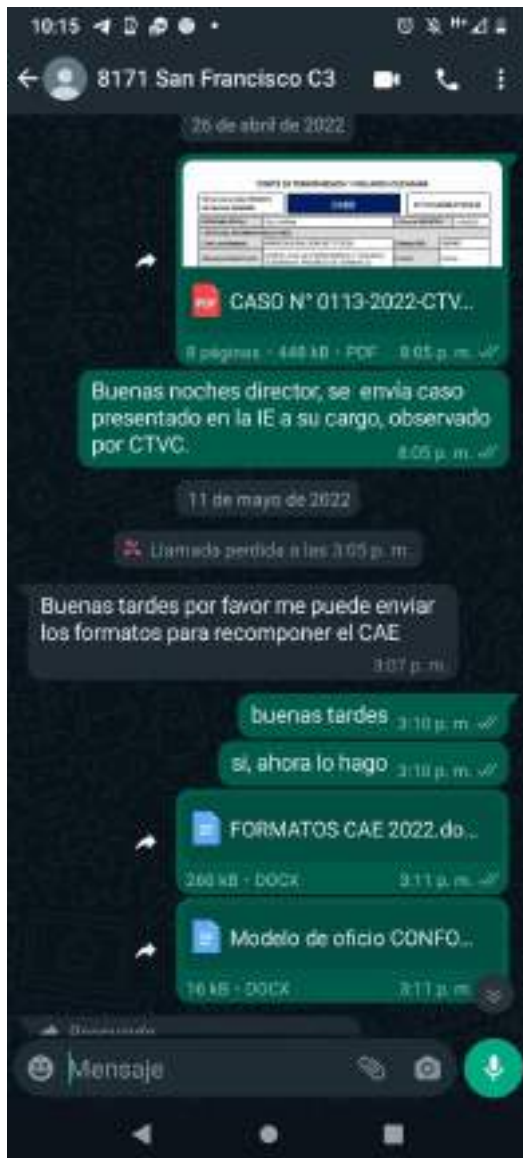 10:15
H+
8171 San Francisco C3
26 de abril de 2022
CASO
CASO N° 0113-2022-CTV...
8 páginas • 448 kB • PDF 8:05 p. m.
Buenas noches director, se envia caso
presentado en la IE a su cargo, observado
por CTVC.
8:05 p. m.
11 de mayo de 2022
Llamada perdida a las 3:05 p. m.
Buenas tardes por favor me puede enviar
los formatos para recomponer el CAE
3:07 p. m.
buenas tardes 3:10 p. m.
si, ahora lo hago 3:10 p. m.
FORMATOS CAE 2022.do...
260 kB • DOCX 3:11 p. m.
Modelo de oficio CONFO...
16 kB • DOCX 3:11 p. m.
Mensaje